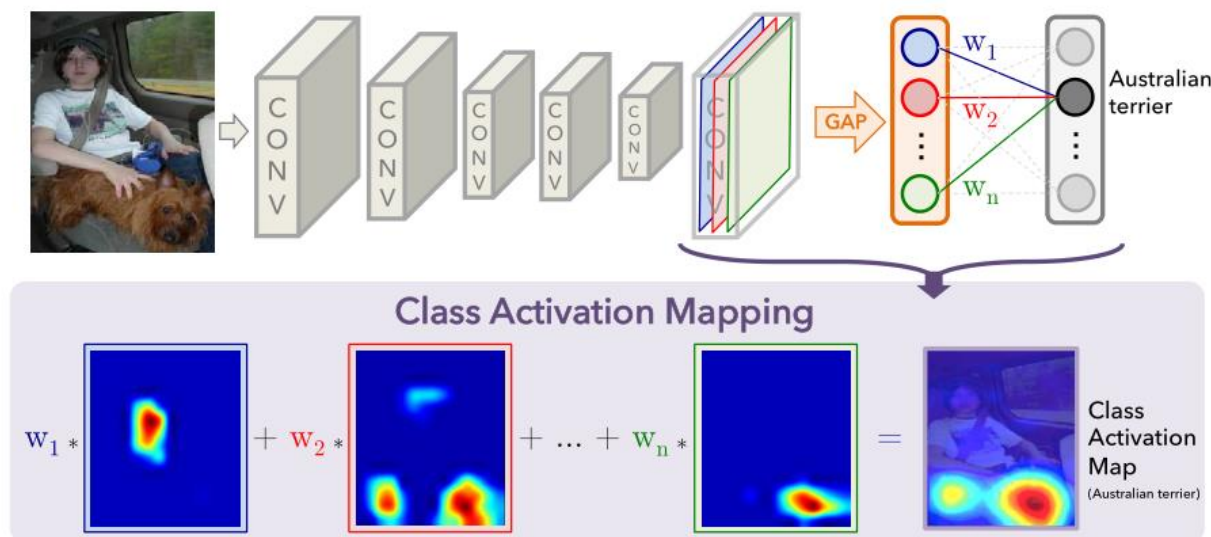 CONV
CONV
CONV
CONV
CONV
CONV
GAP
w1
w2
⋮
wn
⋮
Australian
terrier
Class Activation Mapping
w1 * + w2 * + ... + wn * =
Class
Activation
Map
(Australian terrier)